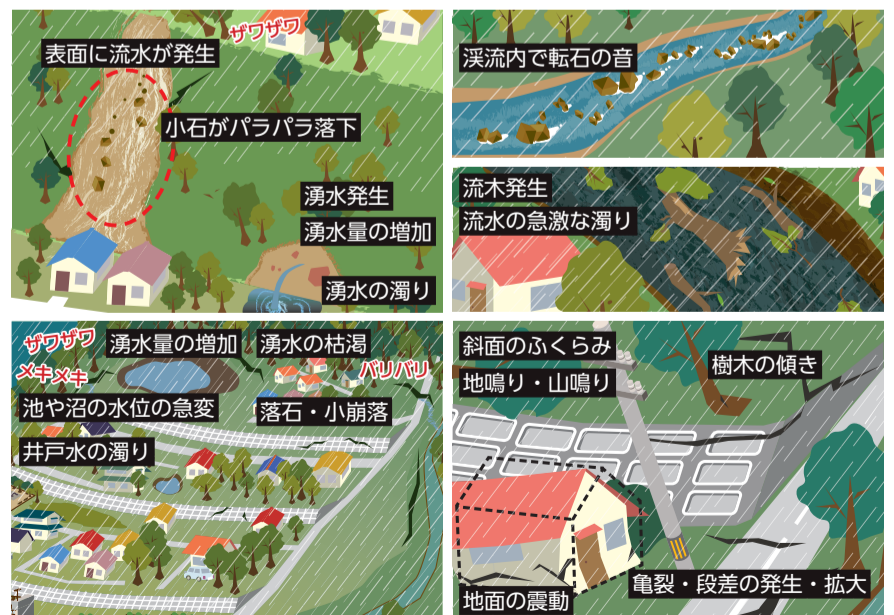 ザワザワ
表面に流水が発生
小石がパラパラ落下
湧水発生
湧水量の増加
湧水の濁り
渓流内で転石の音
流木発生
流水の急激な濁り
ザワザワ
メキメキ
湧水量の増加
湧水の枯渇
バリバリ
池や沼の水位の急変
落石・小崩落
井戸水の濁り
斜面のふくらみ
地鳴り・山鳴り
樹木の傾き
亀裂・段差の発生・拡大
地面の震動